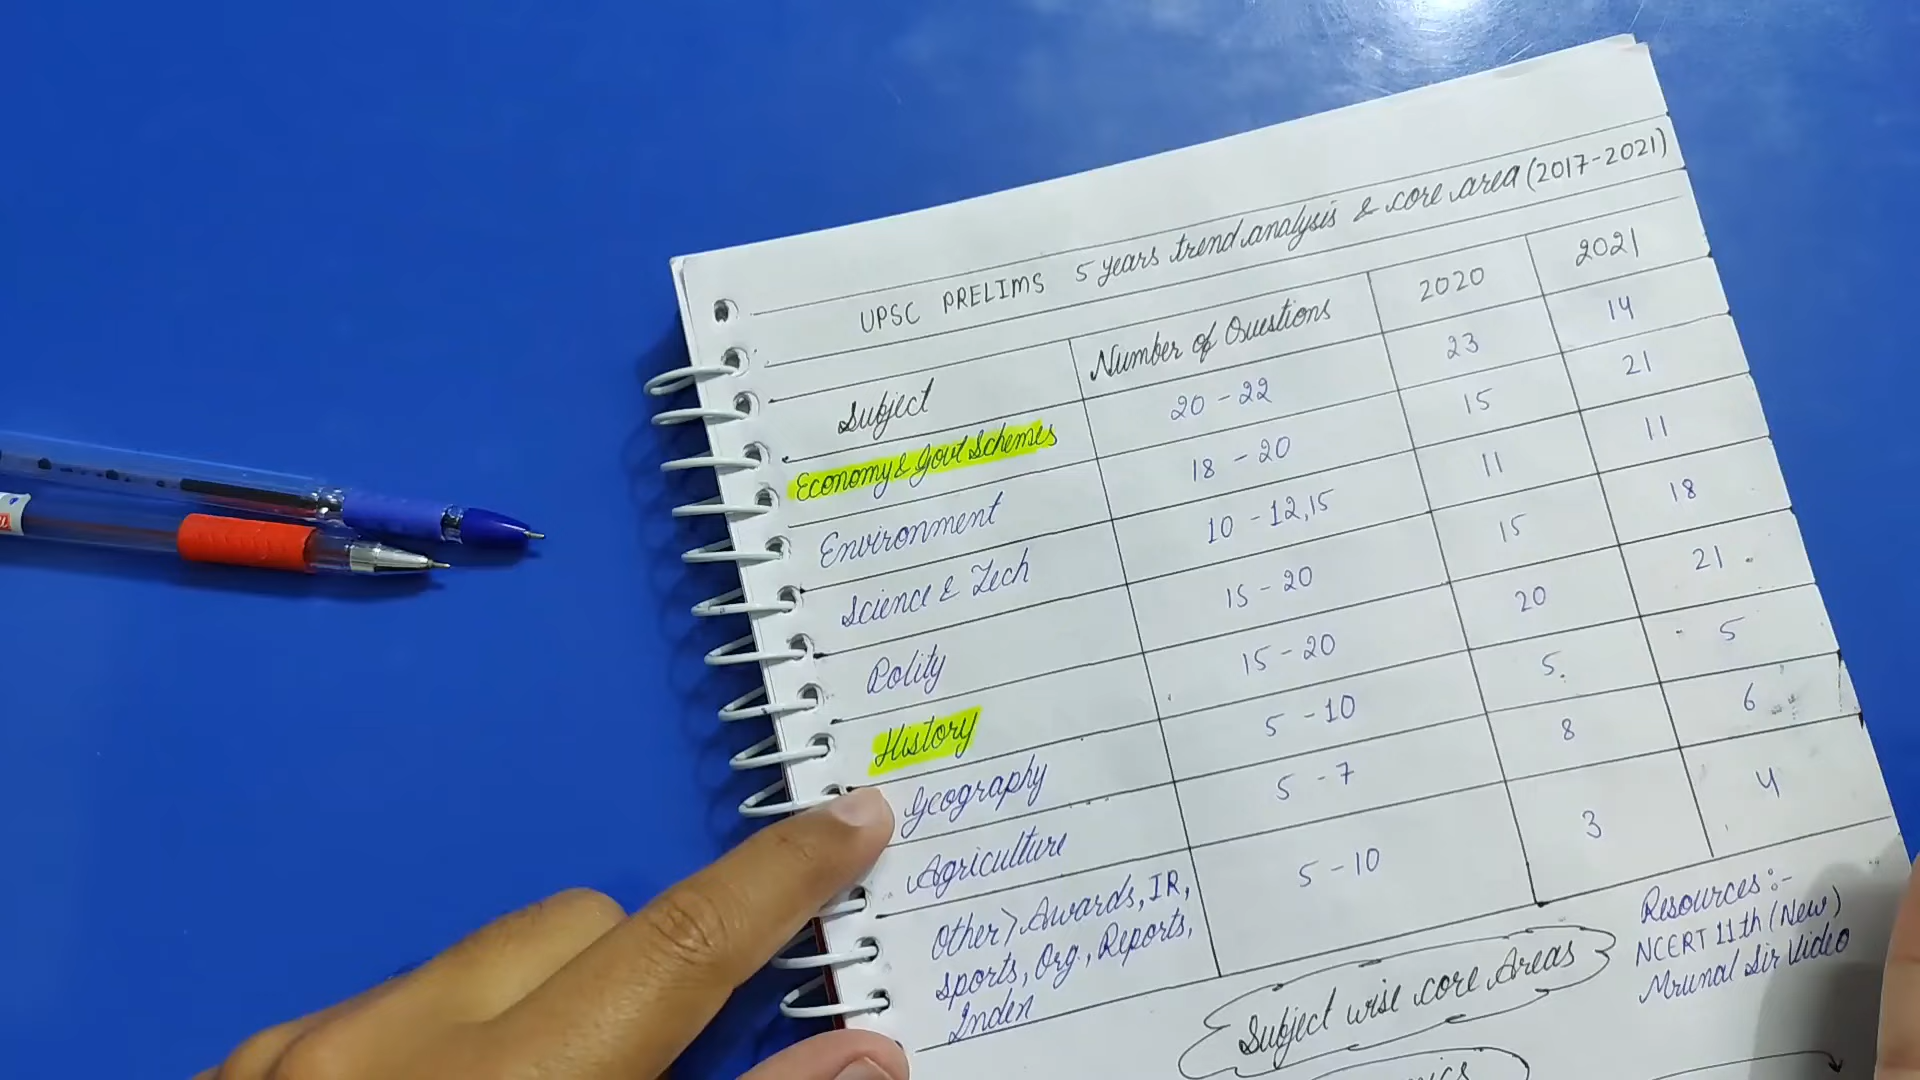 UPSC PRELIMS 5 years trend analysis & core area (2017-2021)
Subject Number of Questions 2020 2021
Economy & Govt Schemes 20 - 22 23 14
Environment 18 - 20 15 21
Science & Tech 10 - 12,15 11 11
Polity 15 - 20 15 18
History 15 - 20 20 21
Geography 5 - 10 5 5
Agriculture 5 - 7 8 6
Other > Awards, IR, 5 - 10 3 4
Sports, Org., Reports,
Inden
Resources :-
NCERT 11th (New)
Mrunal Sir Video
Subject wise core Areas